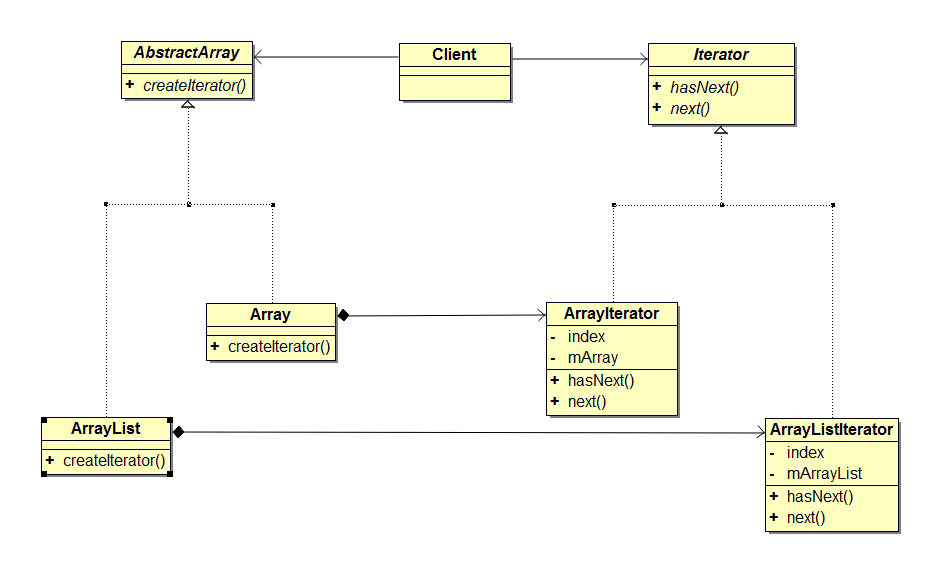 AbstractArray
+ createIterator()
Client
Iterator
+ hasNext()
+ next()
Array
+ createIterator()
ArrayIterator
- index
- mArray
+ hasNext()
+ next()
ArrayList
+ createIterator()
ArrayListIterator
- index
- mArrayList
+ hasNext()
+ next()